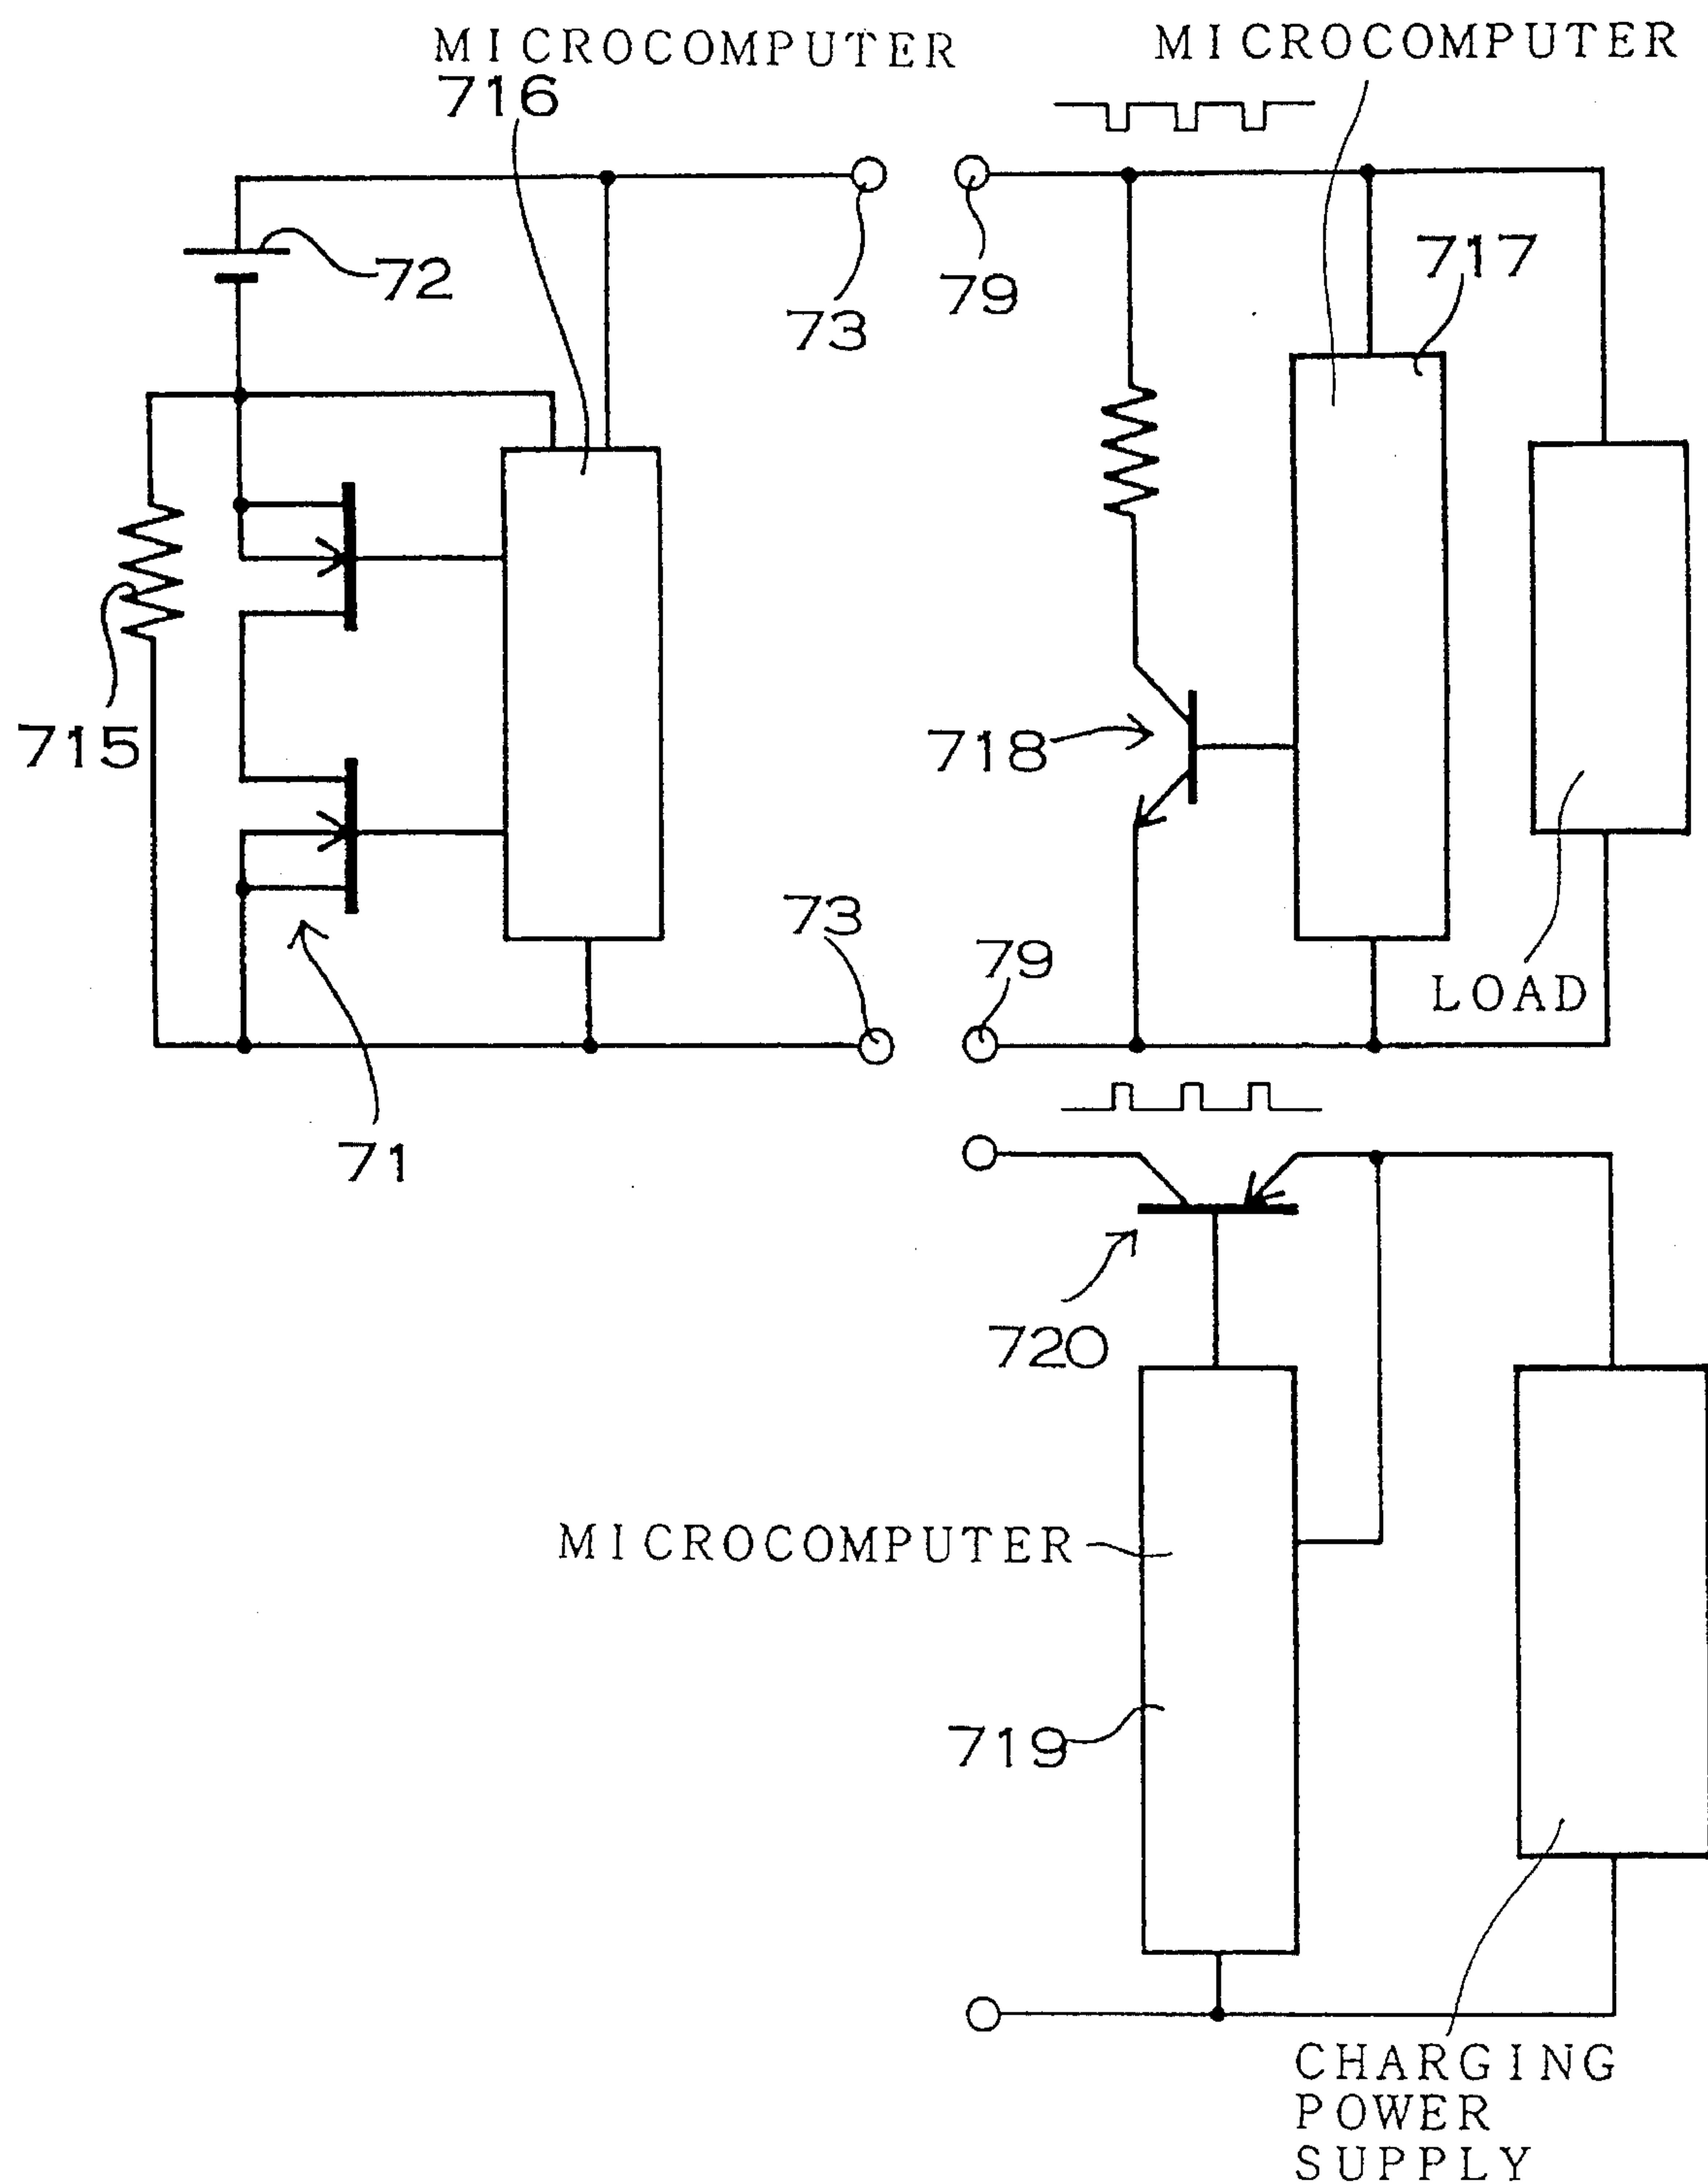 MICROCOMPUTER
716
MICROCOMPUTER
72
73
79
717
715
718
73
79
LOAD
71
720
MICROCOMPUTER
719
CHARGING
POWER
SUPPLY